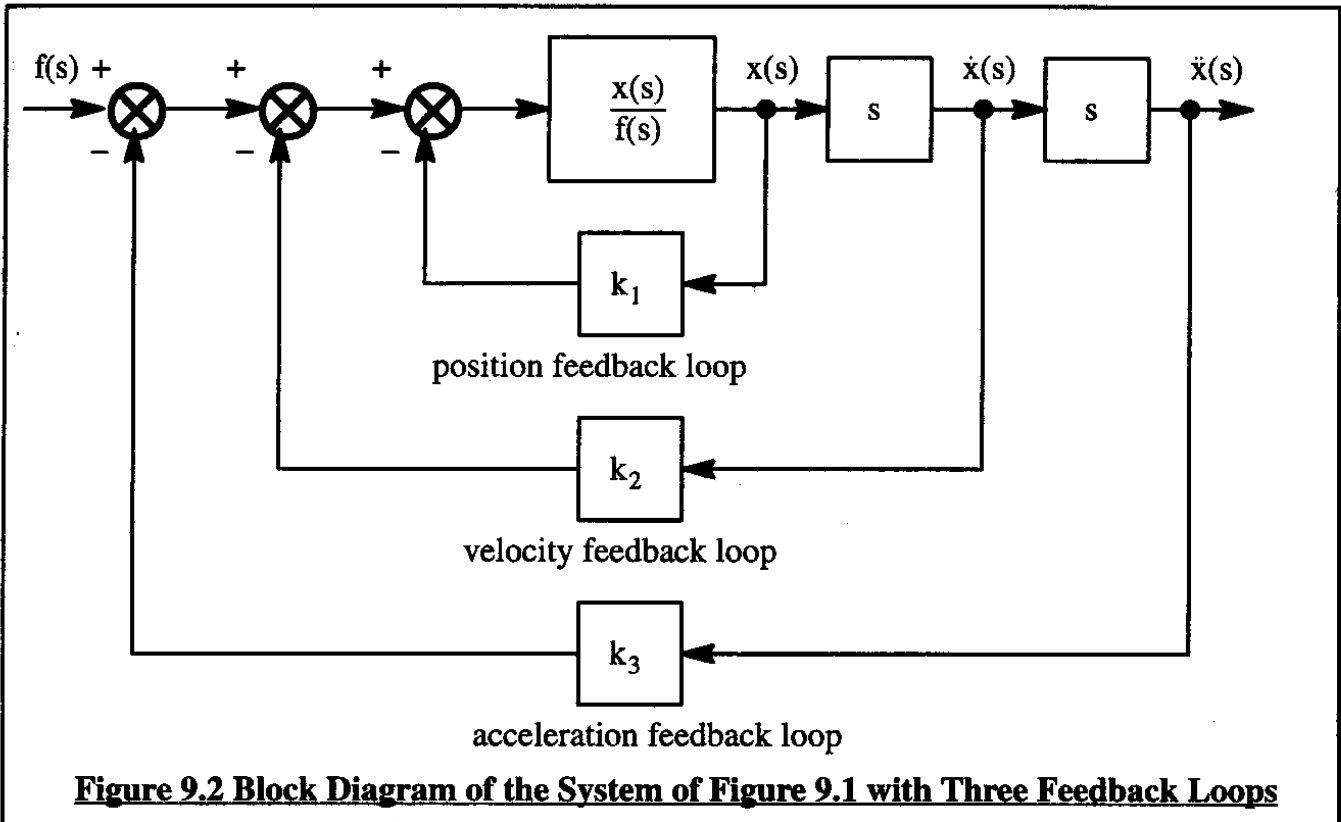 f(s) + + + x(s) ẋ(s) ẍ(s)
x(s)
f(s)
s s
− − −
k₁
position feedback loop
k₂
velocity feedback loop
k₃
acceleration feedback loop
Figure 9.2 Block Diagram of the System of Figure 9.1 with Three Feedback Loops